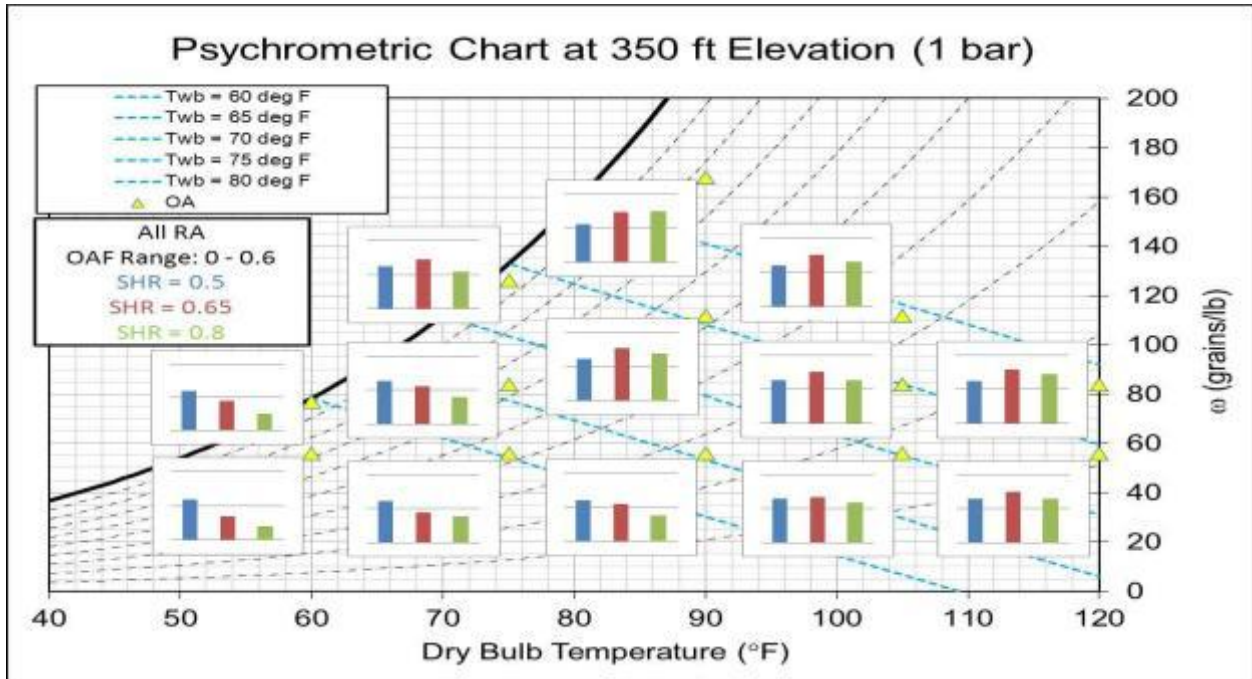 Psychrometric Chart at 350 ft Elevation (1 bar)
Twb = 60 deg F
Twb = 65 deg F
Twb = 70 deg F
Twb = 75 deg F
Twb = 80 deg F
OA
All RA
OAF Range: 0 - 0.6
SHR = 0.5
SHR = 0.65
SHR = 0.8
200
180
160
140
120
100
80
60
40
20
0
ω (grains/lb)
40 50 60 70 80 90 100 110 120
Dry Bulb Temperature (°F)